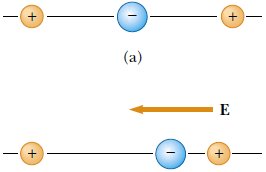 + − +
(a)
E
+ − +